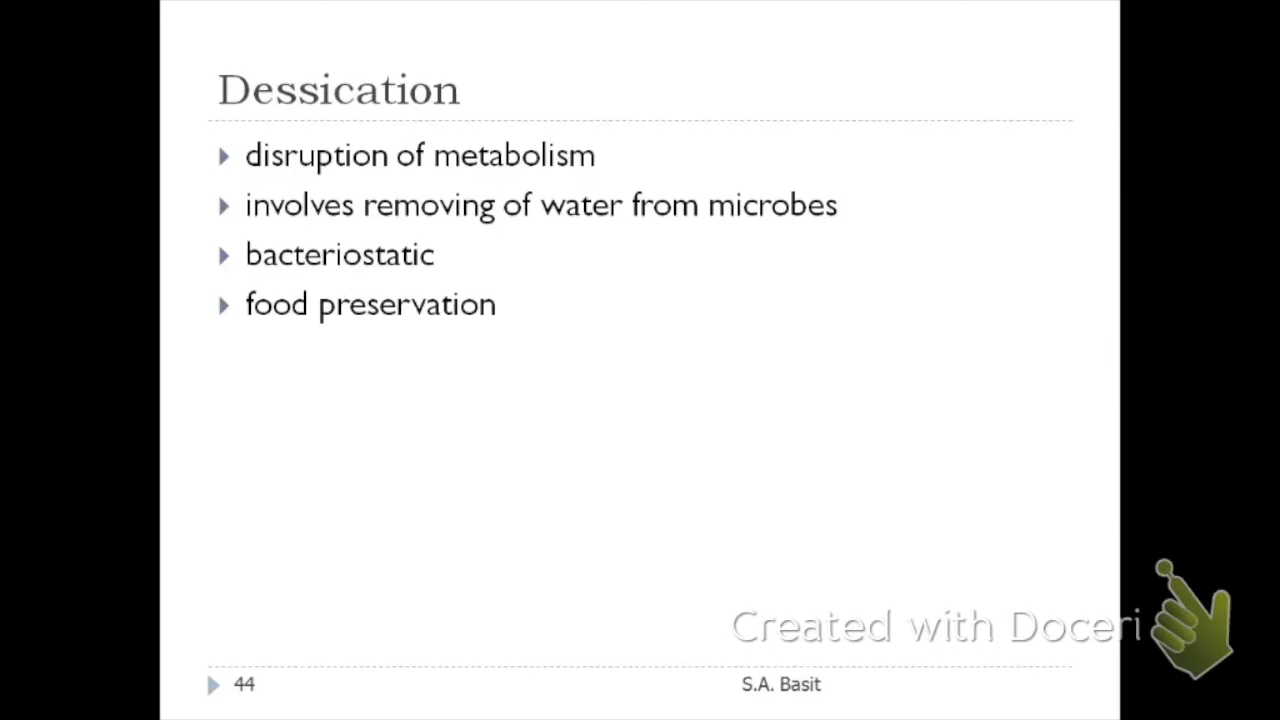 Dessication
disruption of metabolism
involves removing of water from microbes
bacteriostatic
food preservation
Created with Doceri
44
S.A. Basit